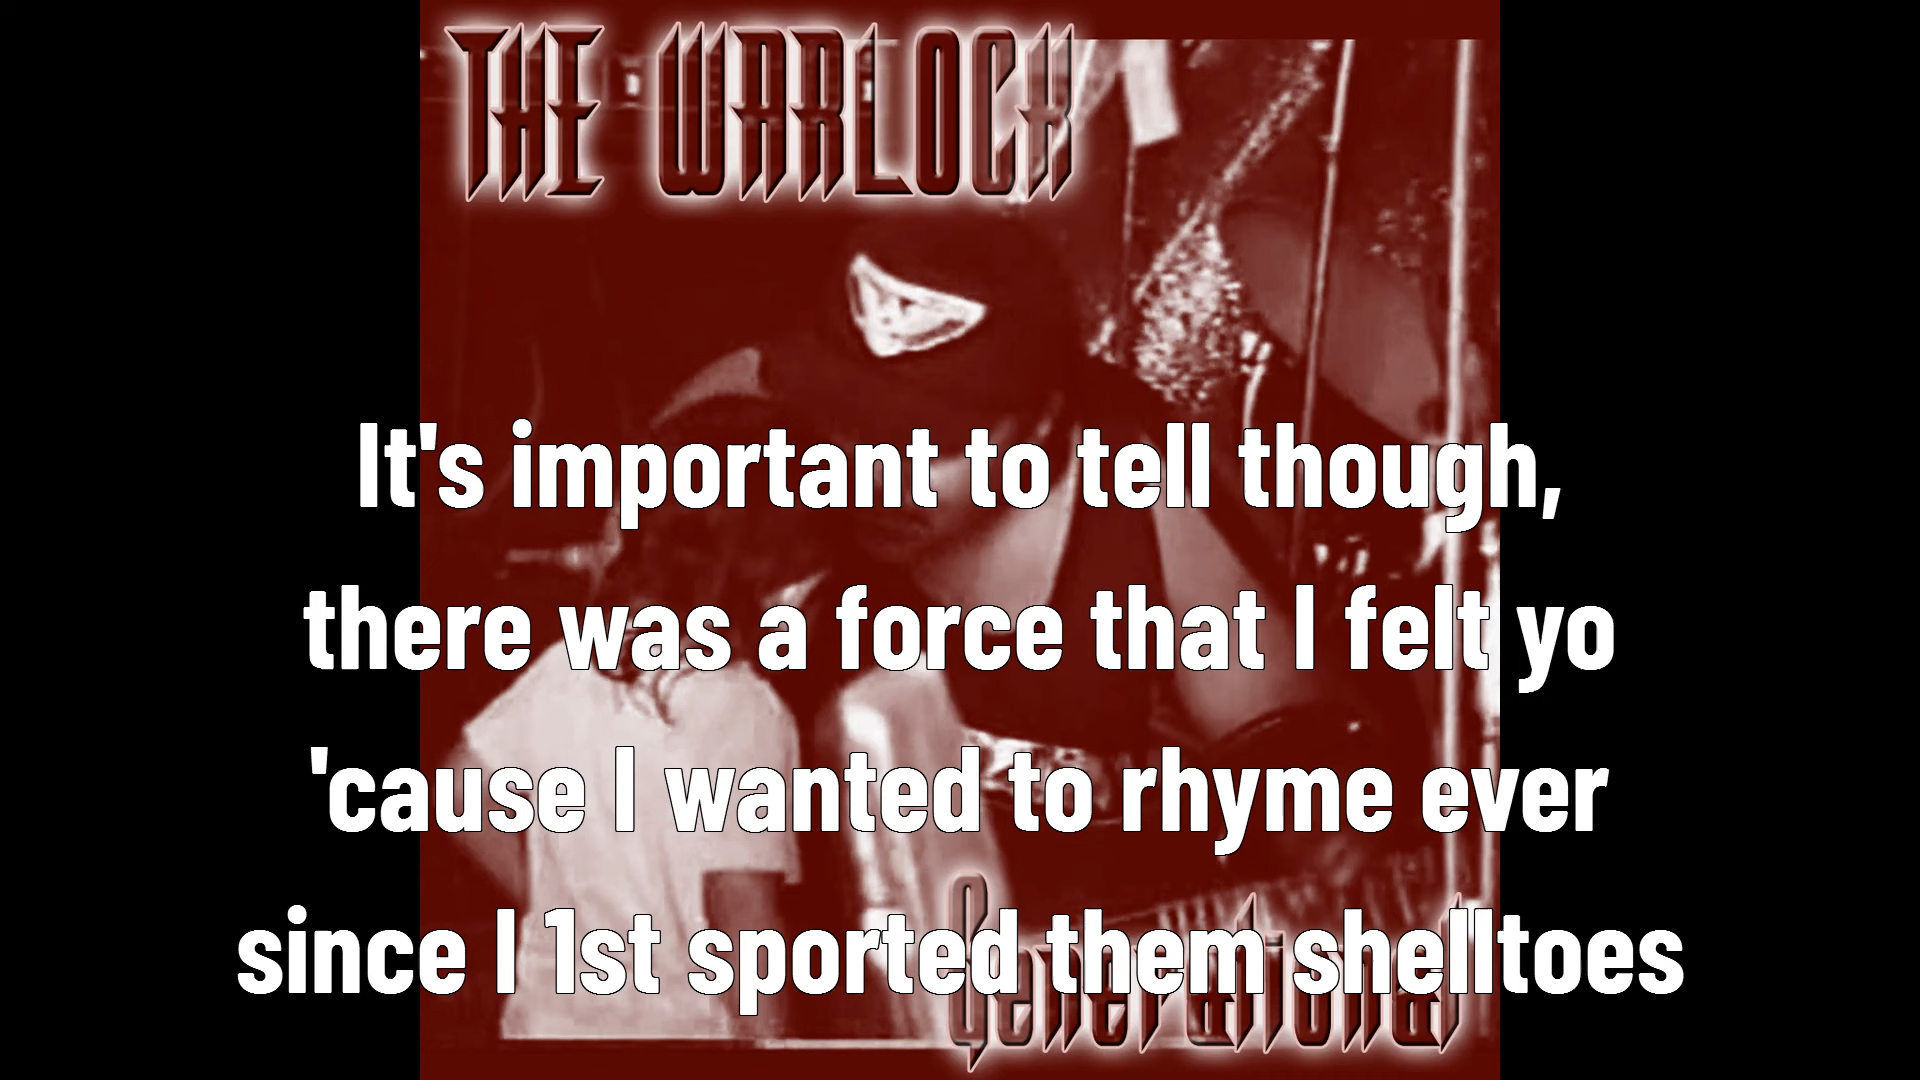 THE WARLOCK
It's important to tell though,
there was a force that I felt yo
'cause I wanted to rhyme ever
since I 1st sported them shelltoes
Generational